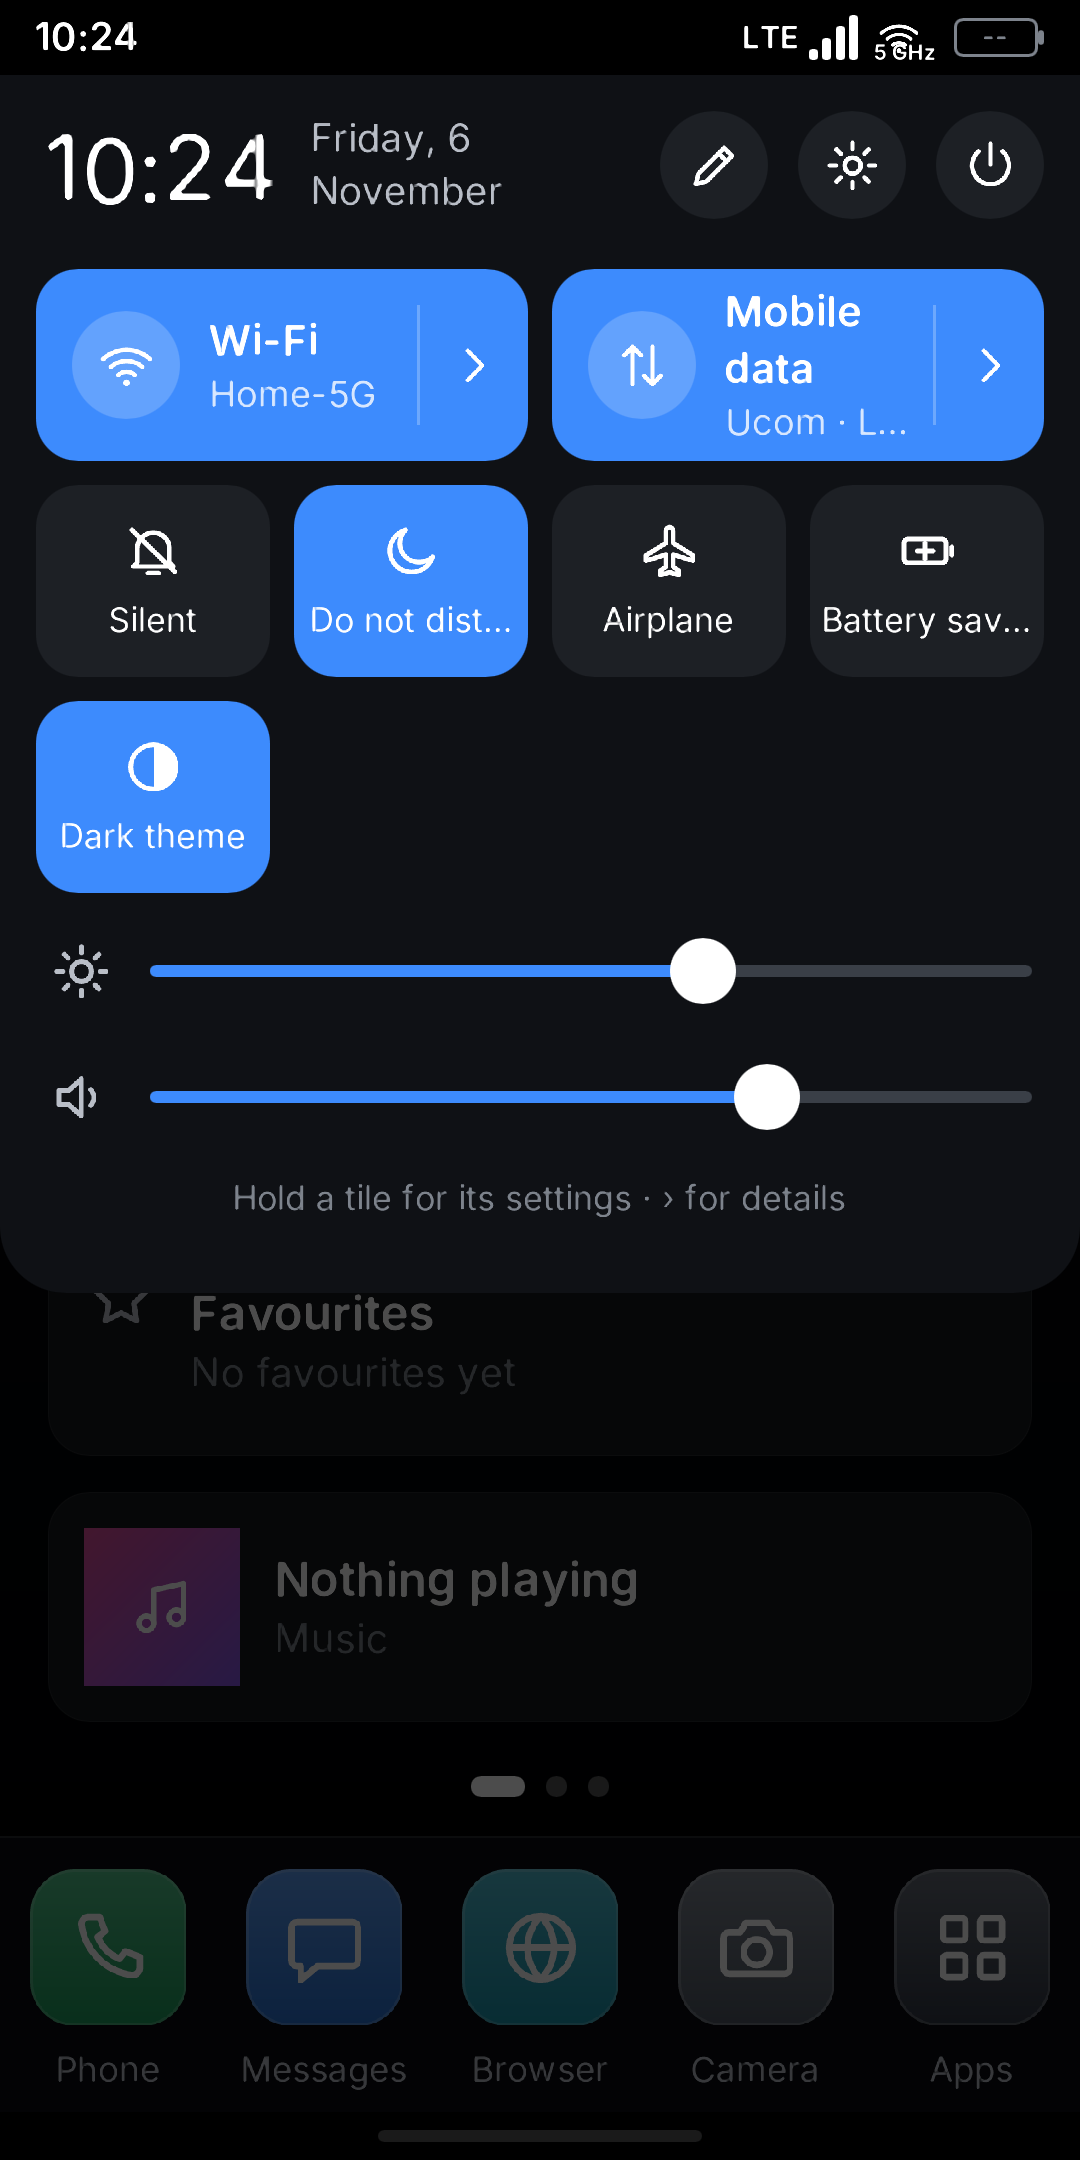 10:24
LTE
5 GHz
--
10:24
Friday, 6
November
Wi-Fi
Home-5G
Mobile
data
Ucom · L...
Silent
Do not dist...
Airplane
Battery sav...
Dark theme
Hold a tile for its settings · › for details
Favourites
No favourites yet
Nothing playing
Music
Phone
Messages
Browser
Camera
Apps